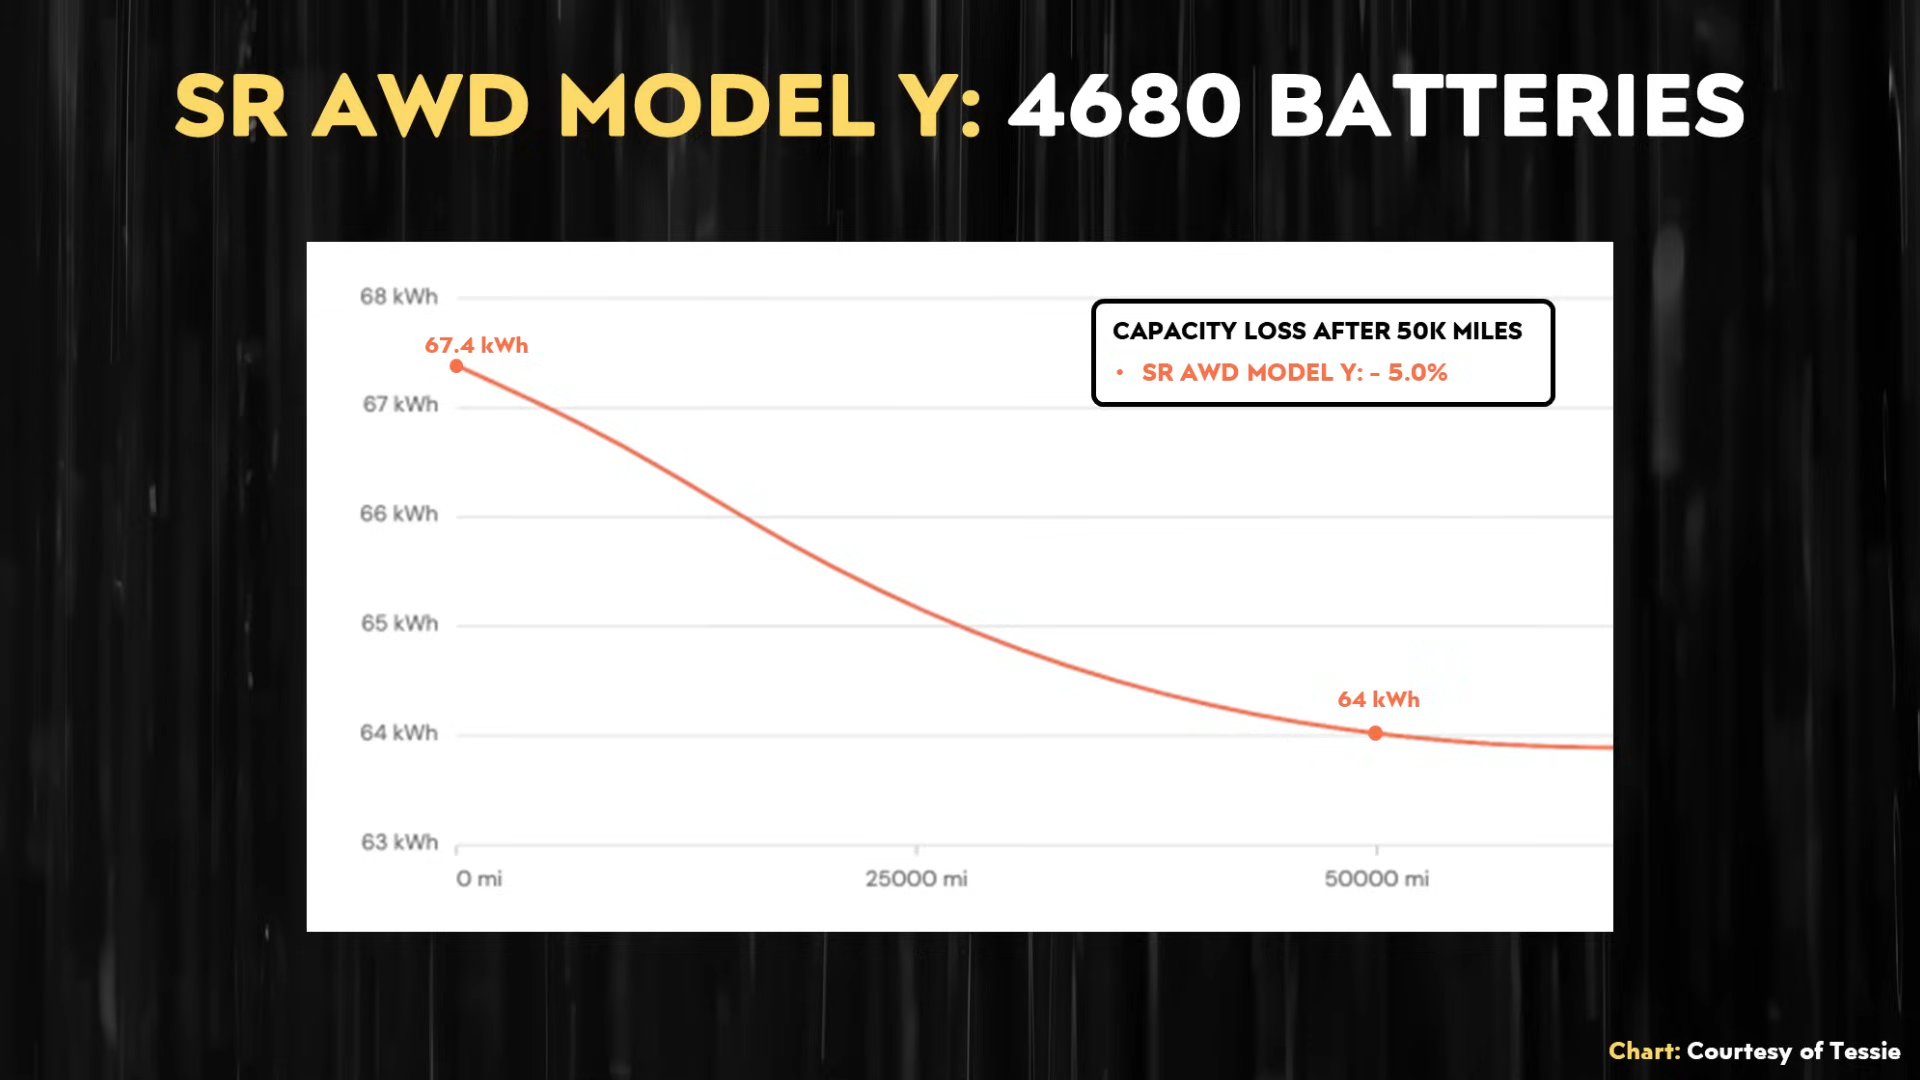 SR AWD MODEL Y: 4680 BATTERIES
68 kWh
CAPACITY LOSS AFTER 50K MILES
67.4 kWh
• SR AWD MODEL Y: - 5.0%
67 kWh
66 kWh
65 kWh
64 kWh
64 kWh
63 kWh
0 mi
25000 mi
50000 mi
Chart: Courtesy of Tessie